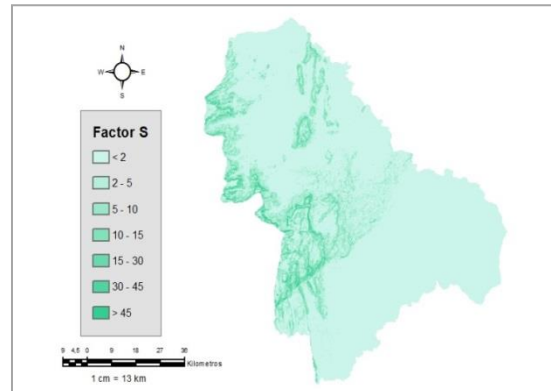 N
W E
S
Factor S
< 2
2 - 5
5 - 10
10 - 15
15 - 30
30 - 45
> 45
9 4,5 0 9 18 27 36
Kilometros
1 cm = 13 km